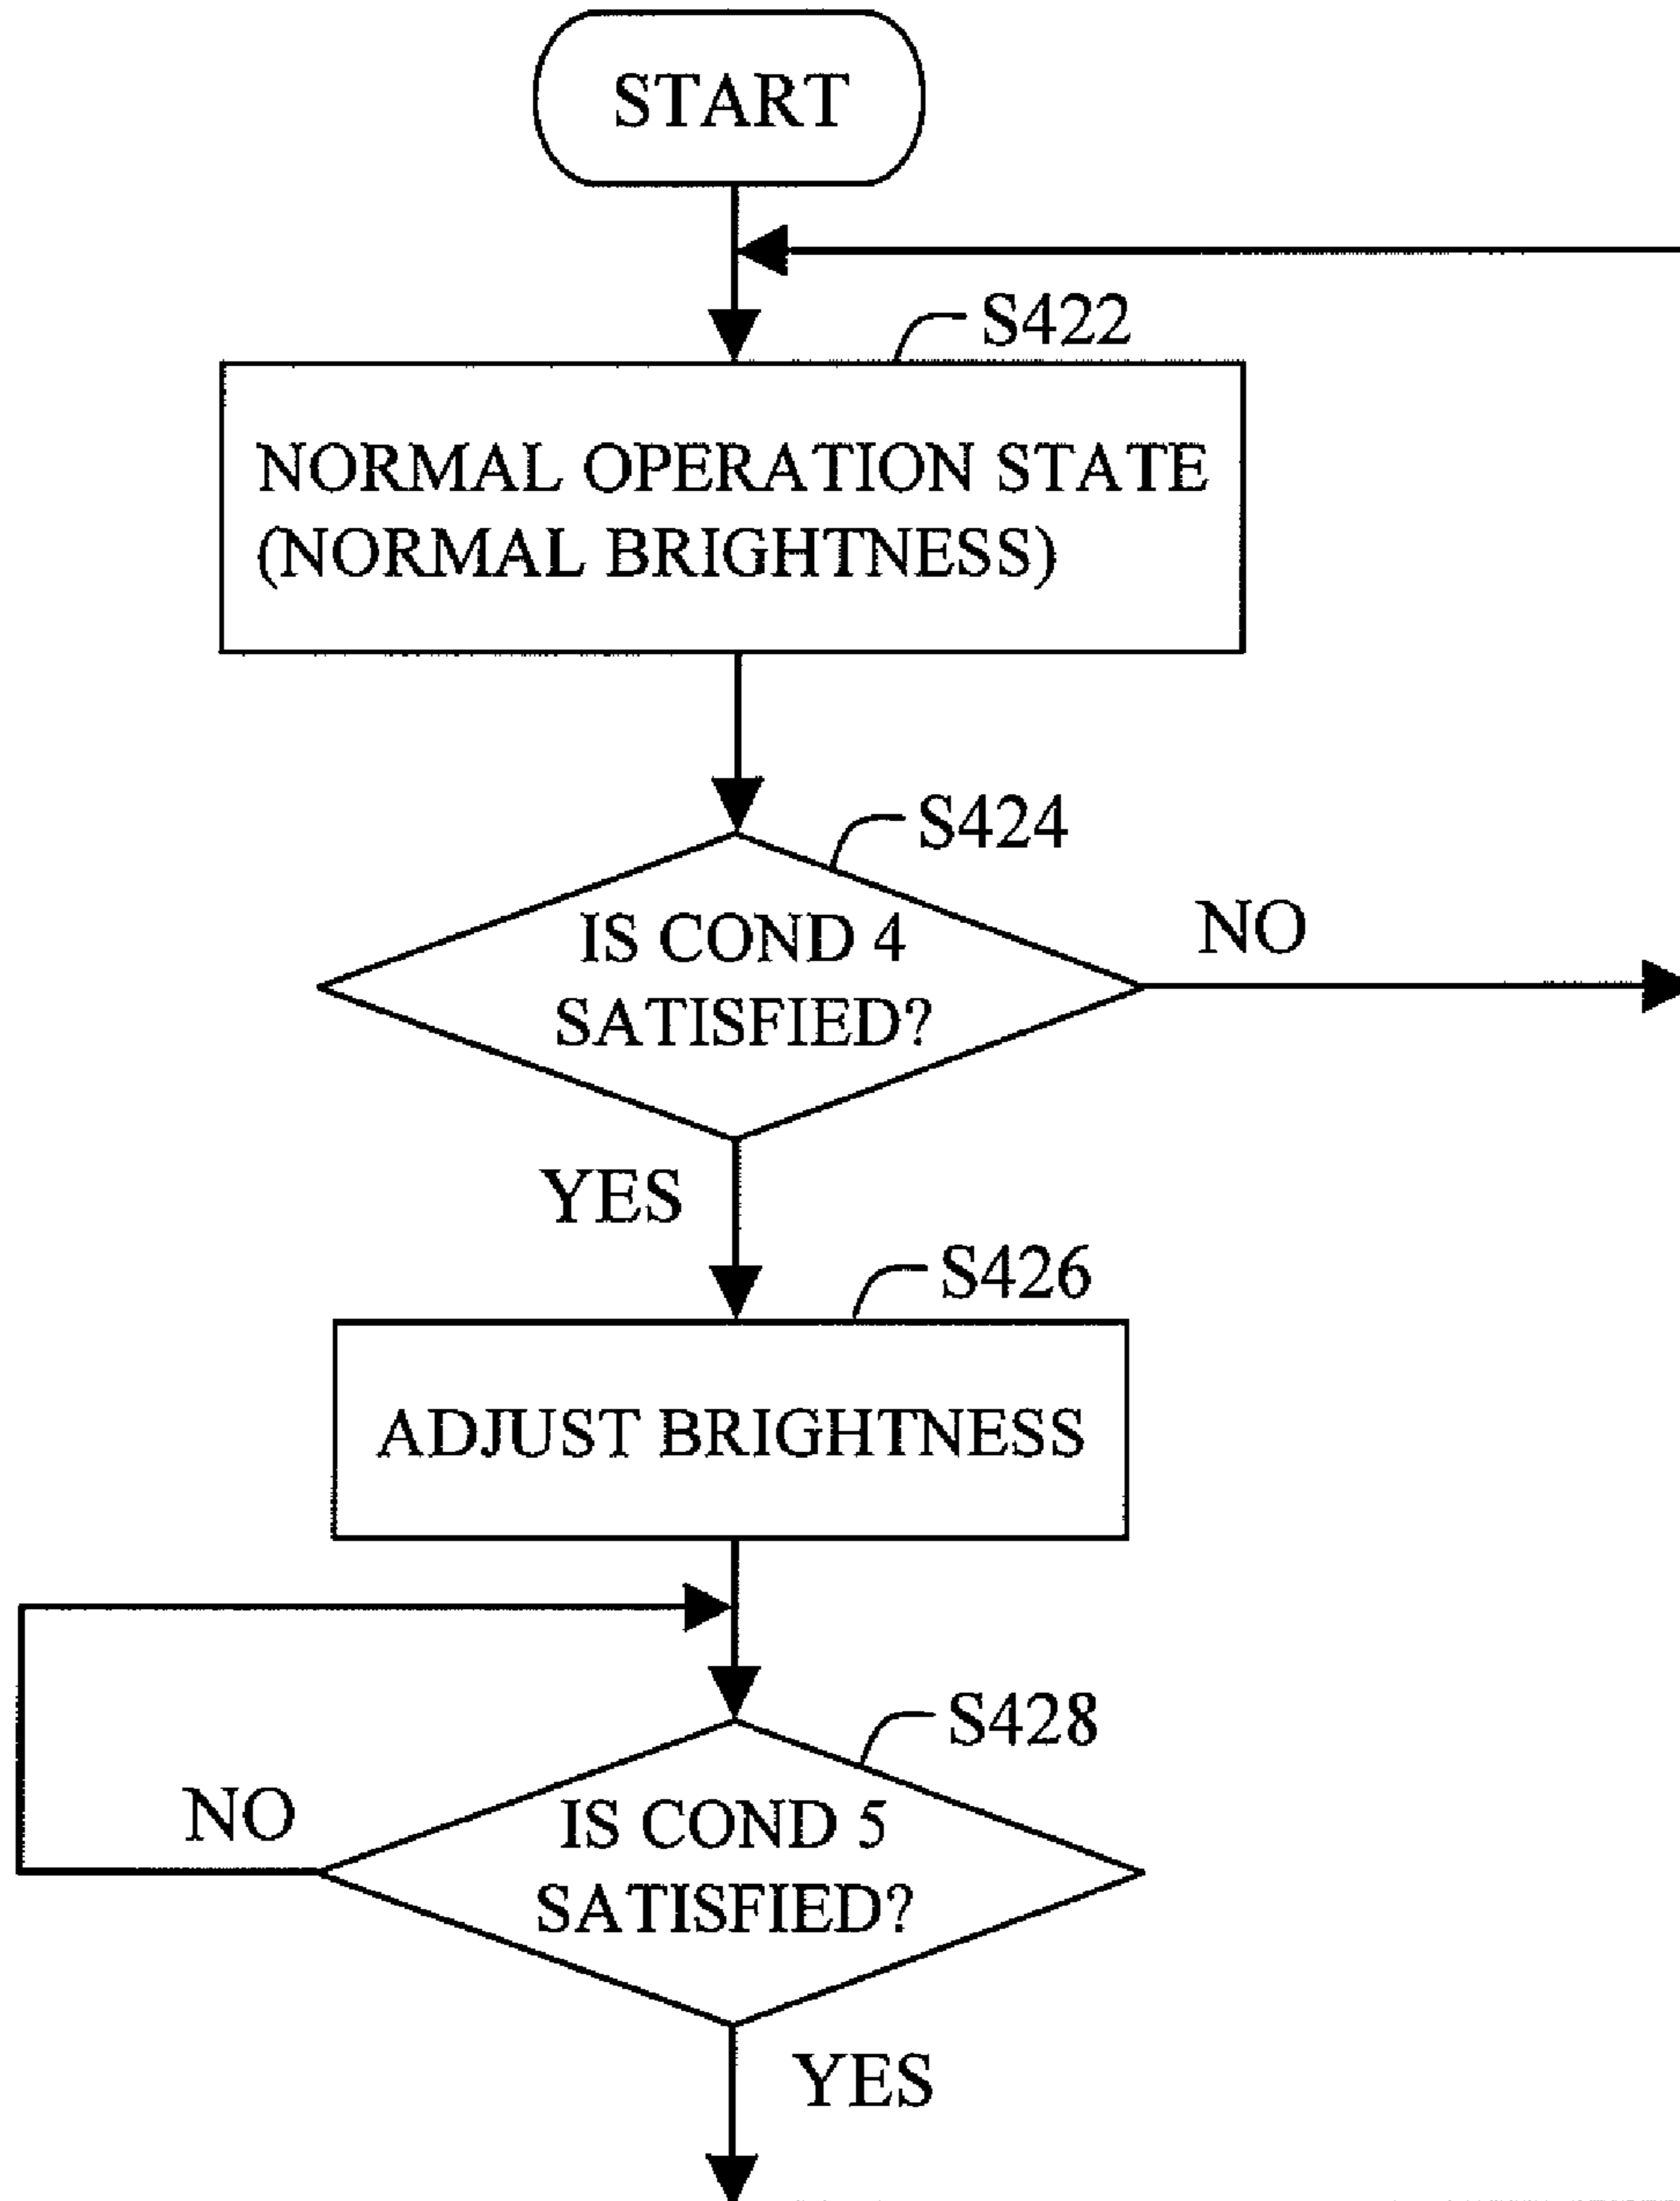 START
S422
NORMAL OPERATION STATE
(NORMAL BRIGHTNESS)
S424
IS COND 4
SATISFIED?
NO
YES
S426
ADJUST BRIGHTNESS
S428
NO
IS COND 5
SATISFIED?
YES